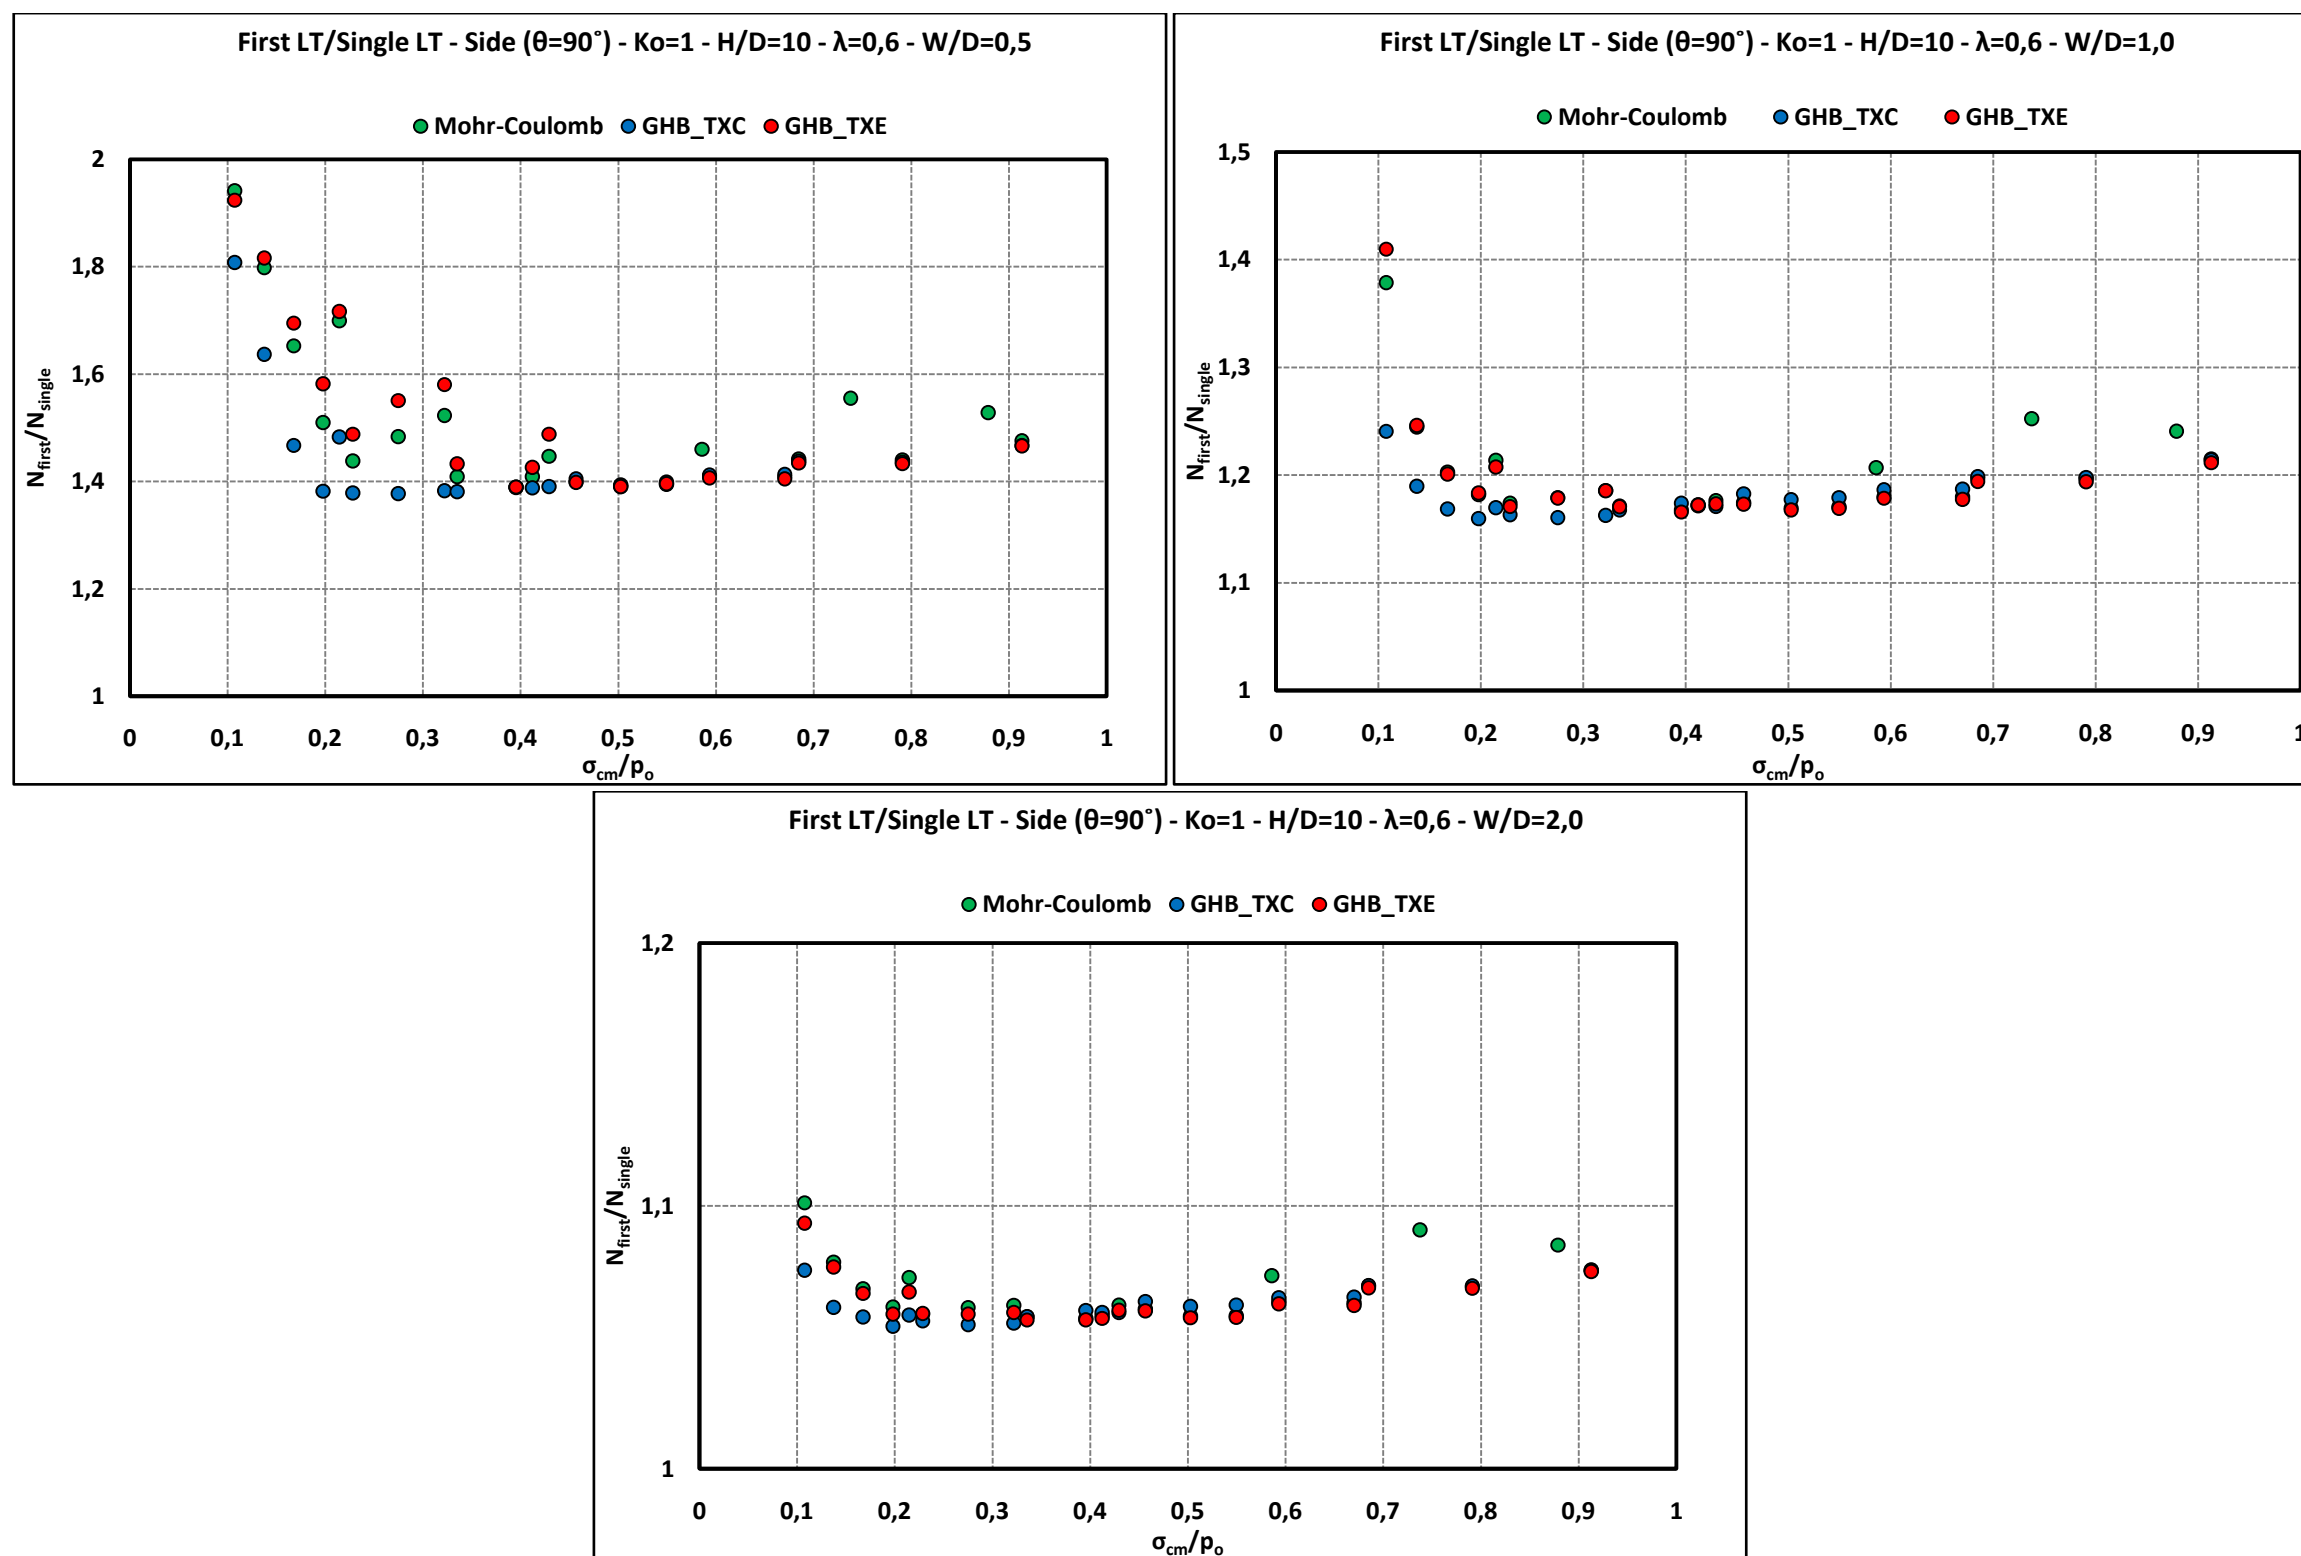 First LT/Single LT - Side (θ=90˚) - Ko=1 - H/D=10 - λ=0,6 - W/D=0,5
Mohr-Coulomb GHB_TXC GHB_TXE
2
1,8
1,6
1,4
1,2
1
Nfirst/Nsingle
0 0,1 0,2 0,3 0,4 0,5 0,6 0,7 0,8 0,9 1
σcm/po
First LT/Single LT - Side (θ=90˚) - Ko=1 - H/D=10 - λ=0,6 - W/D=1,0
Mohr-Coulomb GHB_TXC GHB_TXE
1,5
1,4
1,3
1,2
1,1
1
Nfirst/Nsingle
0 0,1 0,2 0,3 0,4 0,5 0,6 0,7 0,8 0,9 1
σcm/po
First LT/Single LT - Side (θ=90˚) - Ko=1 - H/D=10 - λ=0,6 - W/D=2,0
Mohr-Coulomb GHB_TXC GHB_TXE
1,2
1,1
1
Nfirst/Nsingle
0 0,1 0,2 0,3 0,4 0,5 0,6 0,7 0,8 0,9 1
σcm/po